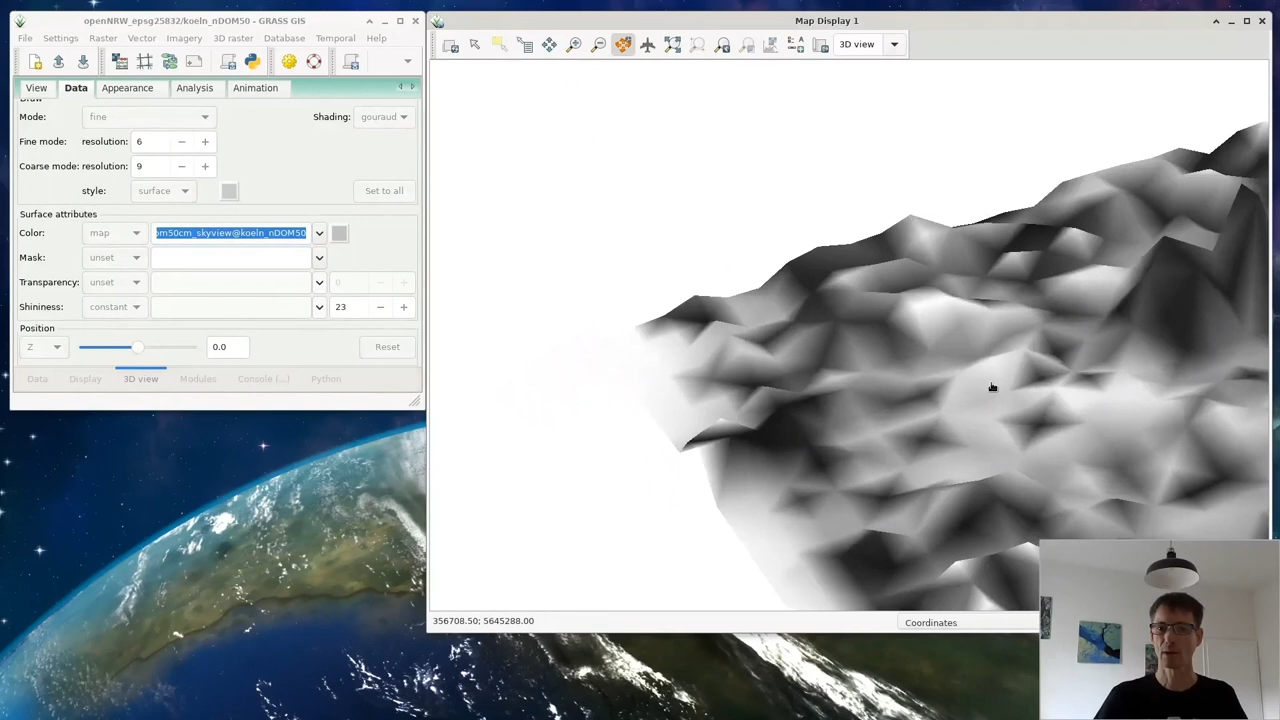 openNRW_epsg25832/koeln_nDOM50 - GRASS GIS
File Settings Raster Vector Imagery 3D raster Database Temporal Help
View Data Appearance Analysis Animation
Mode: fine Shading: gouraud
Fine mode: resolution: 6
Coarse mode: resolution: 9
style: surface Set to all
Surface attributes
Color: map om50cm_skyview@koeln_nDOM50
Mask: unset
Transparency: unset 0
Shininess: constant 23
Position
Z 0.0 Reset
Data Display 3D view Modules Console (...) Python
Map Display 1
3D view
356708.50; 5645288.00
Coordinates